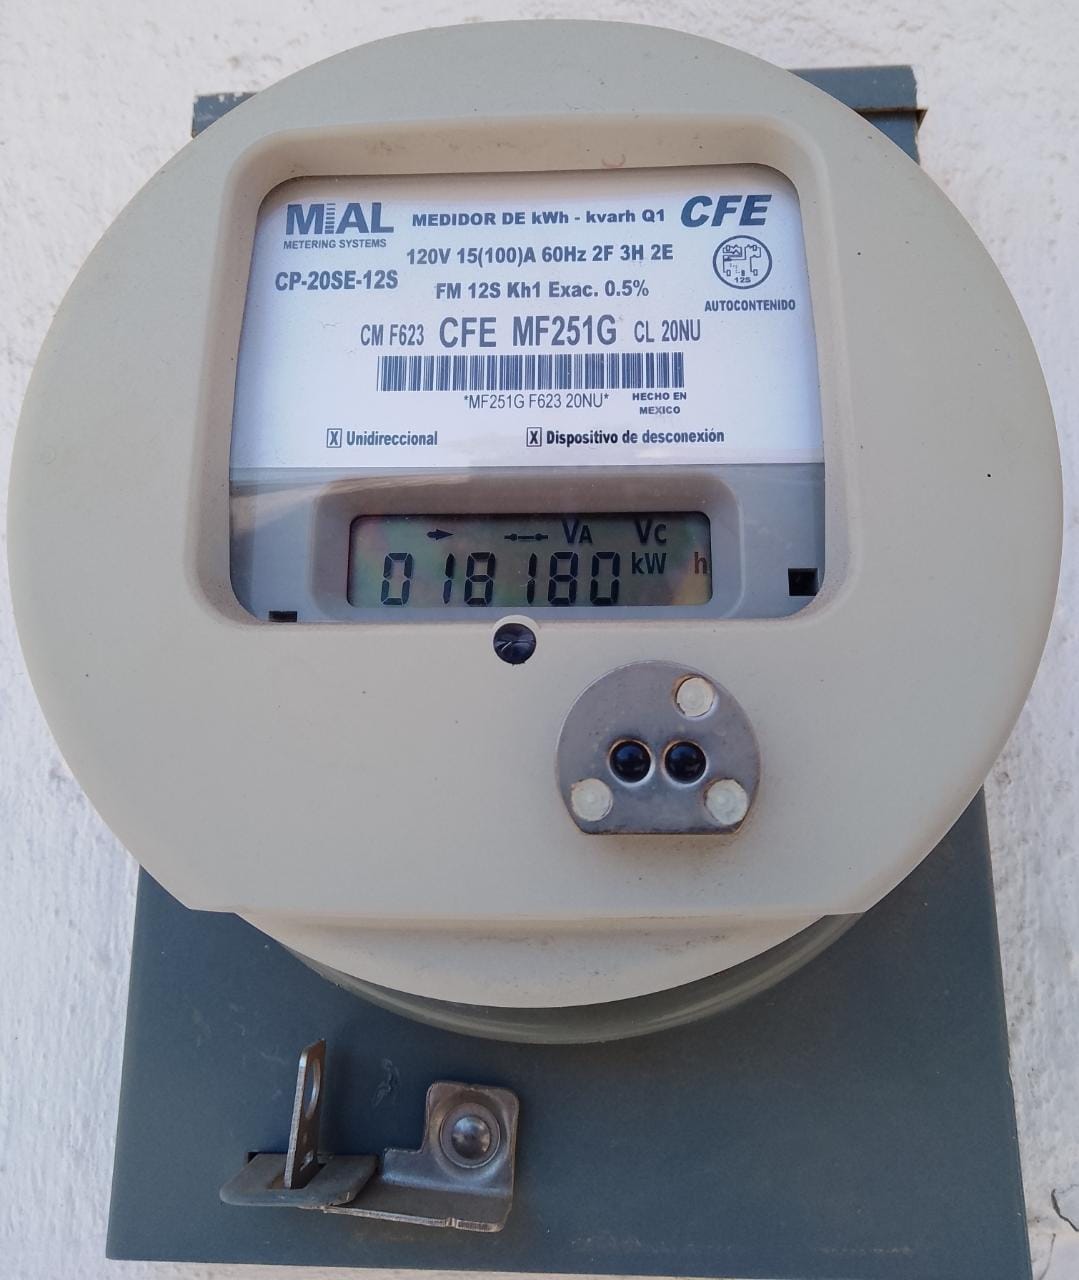 MIAL MEDIDOR DE kWh - kvarh Q1 CFE
METERING SYSTEMS
120V 15(100)A 60Hz 2F 3H 2E
CP-20SE-12S
FM 12S Kh1 Exac. 0.5%
12S
AUTOCONTENIDO
CM F623 CFE MF251G CL 20NU
*MF251G F623 20NU*
HECHO EN
MEXICO
X Unidireccional
X Dispositivo de desconexión
VA VC
018180 kW h